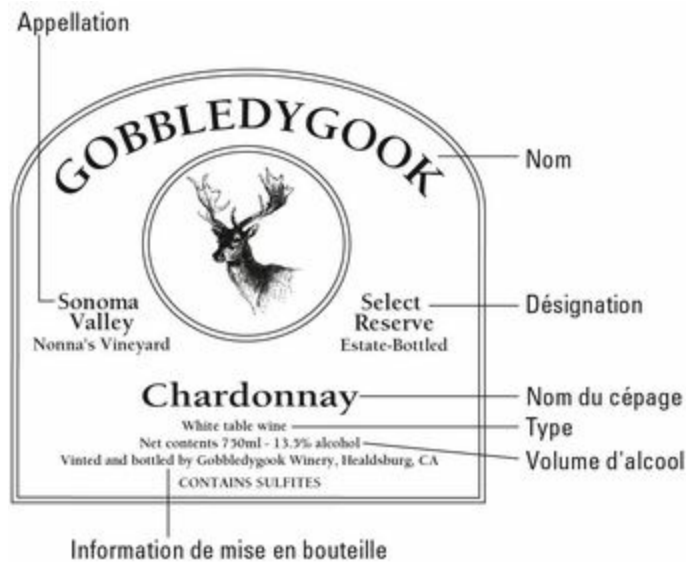 Appellation
GOBBLEDYGOOK
Nom
Sonoma
Valley
Nonna's Vineyard
Select
Reserve
Estate-Bottled
Désignation
Chardonnay
Nom du cépage
White table wine
Type
Net contents 750ml - 13.5% alcohol
Volume d'alcool
Vinted and bottled by Gobbledygook Winery, Healdsburg, CA
CONTAINS SULFITES
Information de mise en bouteille